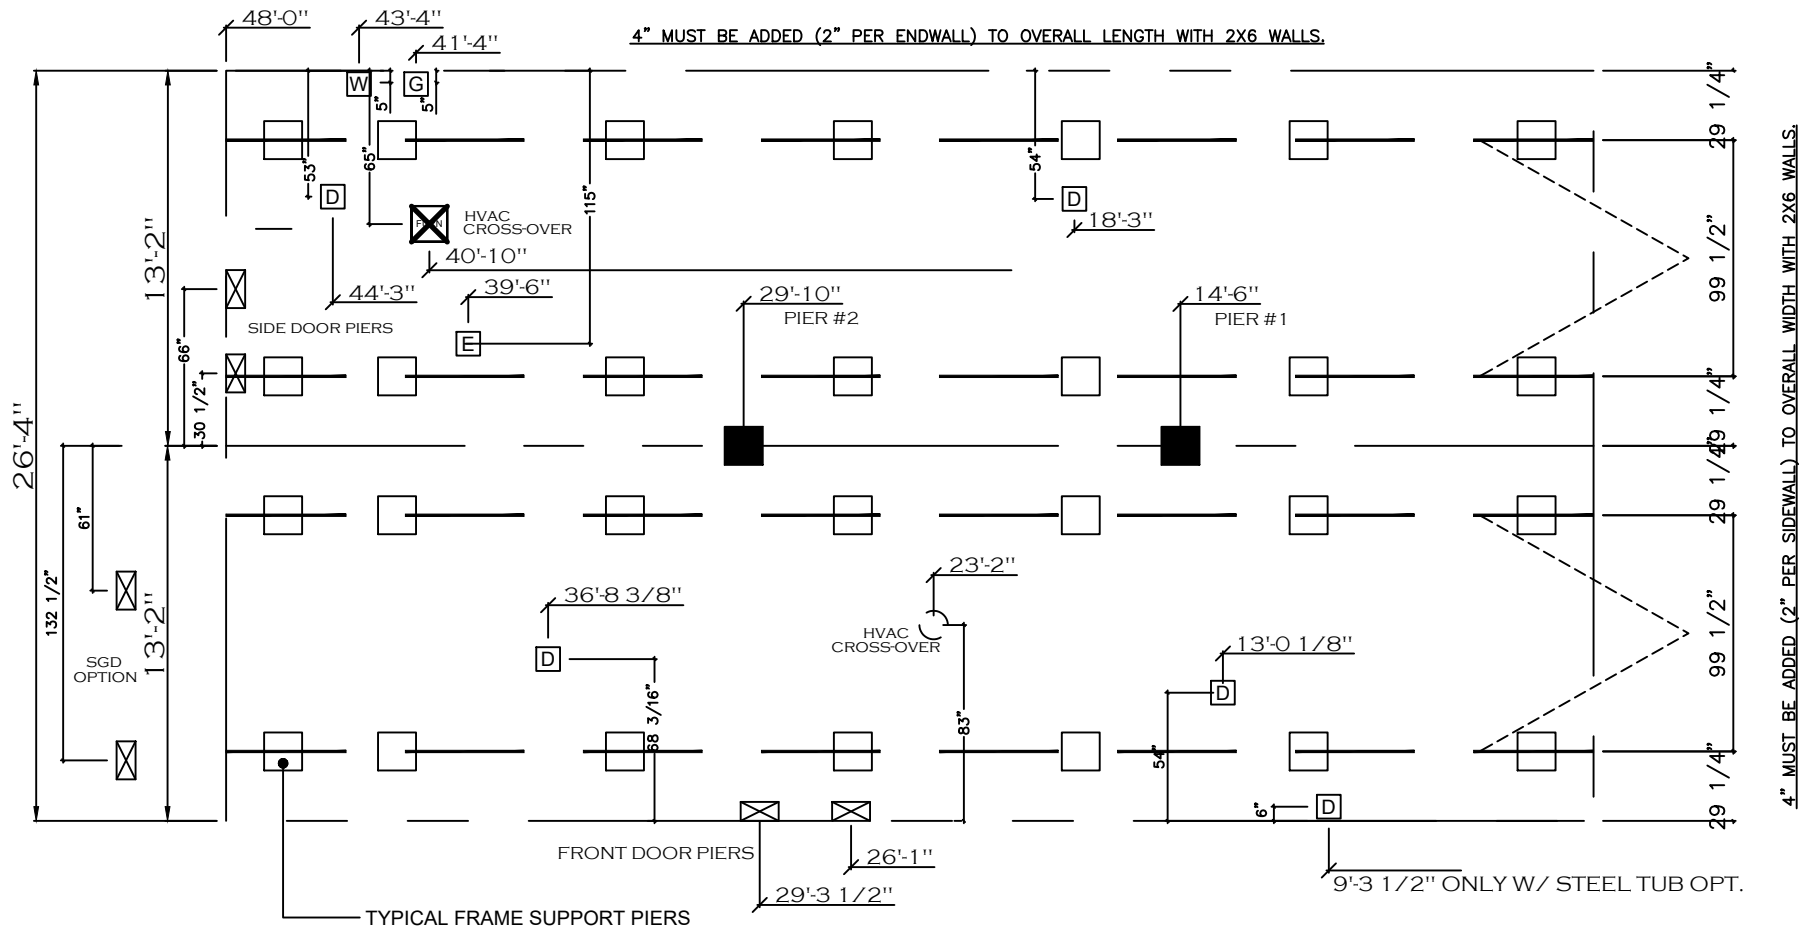 48'-0"
43'-4"
41'-4"
4" MUST BE ADDED (2" PER ENDWALL) TO OVERALL LENGTH WITH 2X6 WALLS.
W
G
5"
5"
29 1/4"
53"
65"
115"
54"
D
D
HVAC
CROSS-OVER
18'-3"
40'-10"
44'-3"
39'-6"
29'-10"
PIER #2
14'-6"
PIER #1
13'-2"
99 1/2"
SIDE DOOR PIERS
E
66"
30 1/2"
29 1/4"
26'-4"
29 1/4"
29 1/4"
4" MUST BE ADDED (2" PER SIDEWALL) TO OVERALL WIDTH WITH 2X6 WALLS.
61"
132 1/2"
13'-2"
SGD
OPTION
36'-8 3/8"
23'-2"
HVAC
CROSS-OVER
13'-0 1/8"
D
D
99 1/2"
68 3/16"
83"
54"
29 1/4"
6"
D
FRONT DOOR PIERS
26'-1"
29'-3 1/2"
9'-3 1/2" ONLY W/ STEEL TUB OPT.
TYPICAL FRAME SUPPORT PIERS